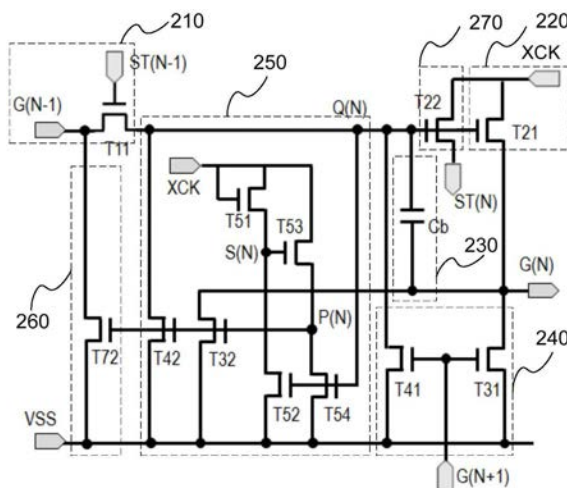 210
270
220
ST(N-1)
250
XCK
G(N-1)
Q(N)
T22
T11
T21
XCK
T51
T53
ST(N)
Cb
S(N)
230
G(N)
260
P(N)
T72
T42
T32
T41
T31
240
T52
T54
VSS
G(N+1)